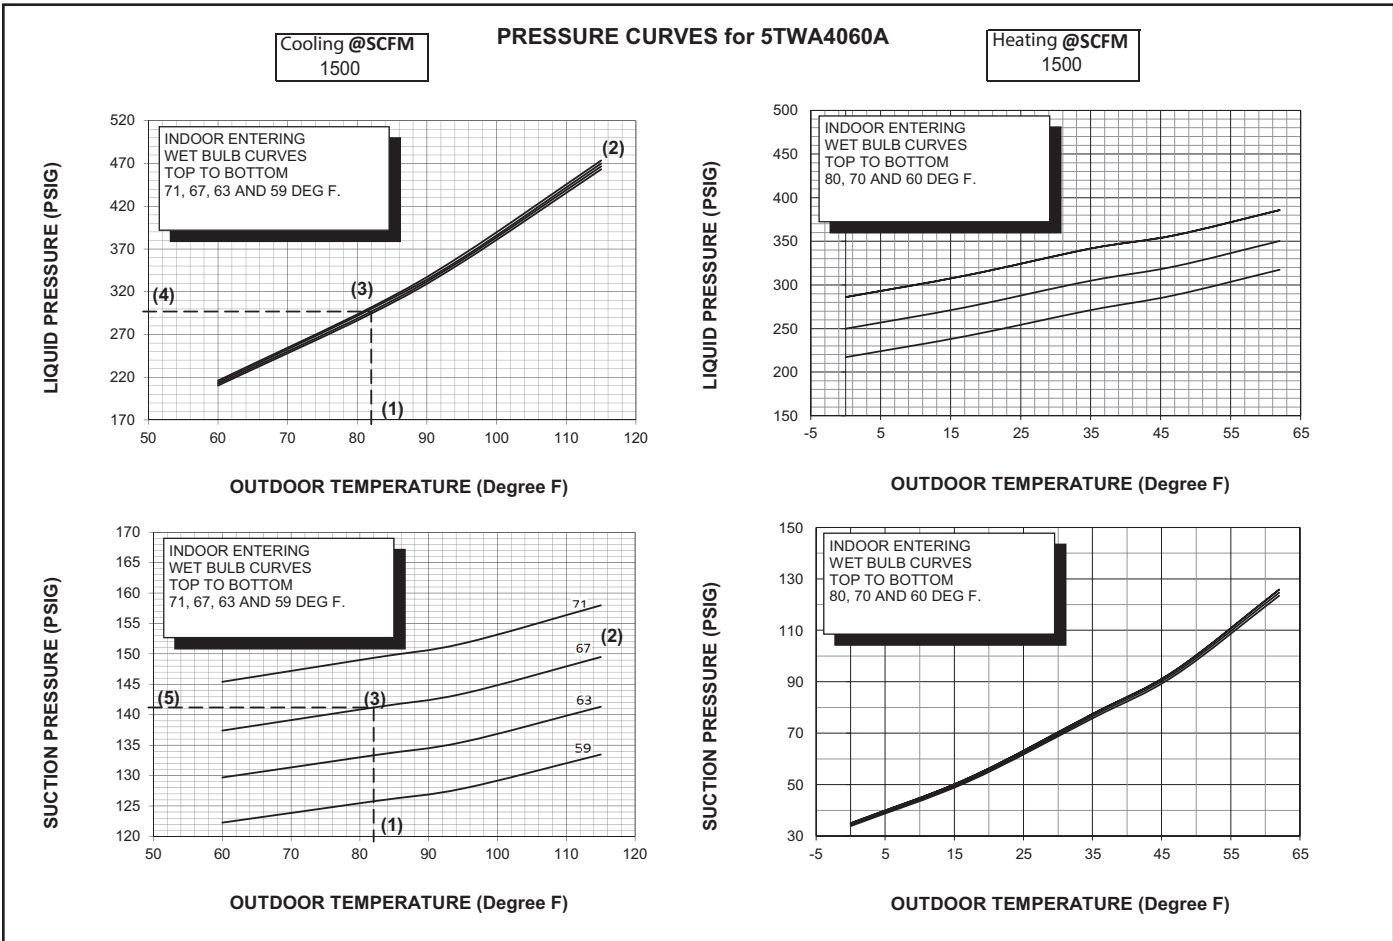 PRESSURE CURVES for 5TWA4060A
Cooling @SCFM
1500
Heating @SCFM
1500
LIQUID PRESSURE (PSIG)
520
470
420
370
320
270
220
170
INDOOR ENTERING
WET BULB CURVES
TOP TO BOTTOM
71, 67, 63 AND 59 DEG F.
(2)
(3)
(4)
(1)
50 60 70 80 90 100 110 120
OUTDOOR TEMPERATURE (Degree F)
LIQUID PRESSURE (PSIG)
500
450
400
350
300
250
200
150
INDOOR ENTERING
WET BULB CURVES
TOP TO BOTTOM
80, 70 AND 60 DEG F.
-5 5 15 25 35 45 55 65
OUTDOOR TEMPERATURE (Degree F)
SUCTION PRESSURE (PSIG)
170
165
160
155
150
145
140
135
130
125
120
INDOOR ENTERING
WET BULB CURVES
TOP TO BOTTOM
71, 67, 63 AND 59 DEG F.
71
(2)
67
(5)
(3)
63
59
(1)
50 60 70 80 90 100 110 120
OUTDOOR TEMPERATURE (Degree F)
SUCTION PRESSURE (PSIG)
150
130
110
90
70
50
30
INDOOR ENTERING
WET BULB CURVES
TOP TO BOTTOM
80, 70 AND 60 DEG F.
-5 5 15 25 35 45 55 65
OUTDOOR TEMPERATURE (Degree F)